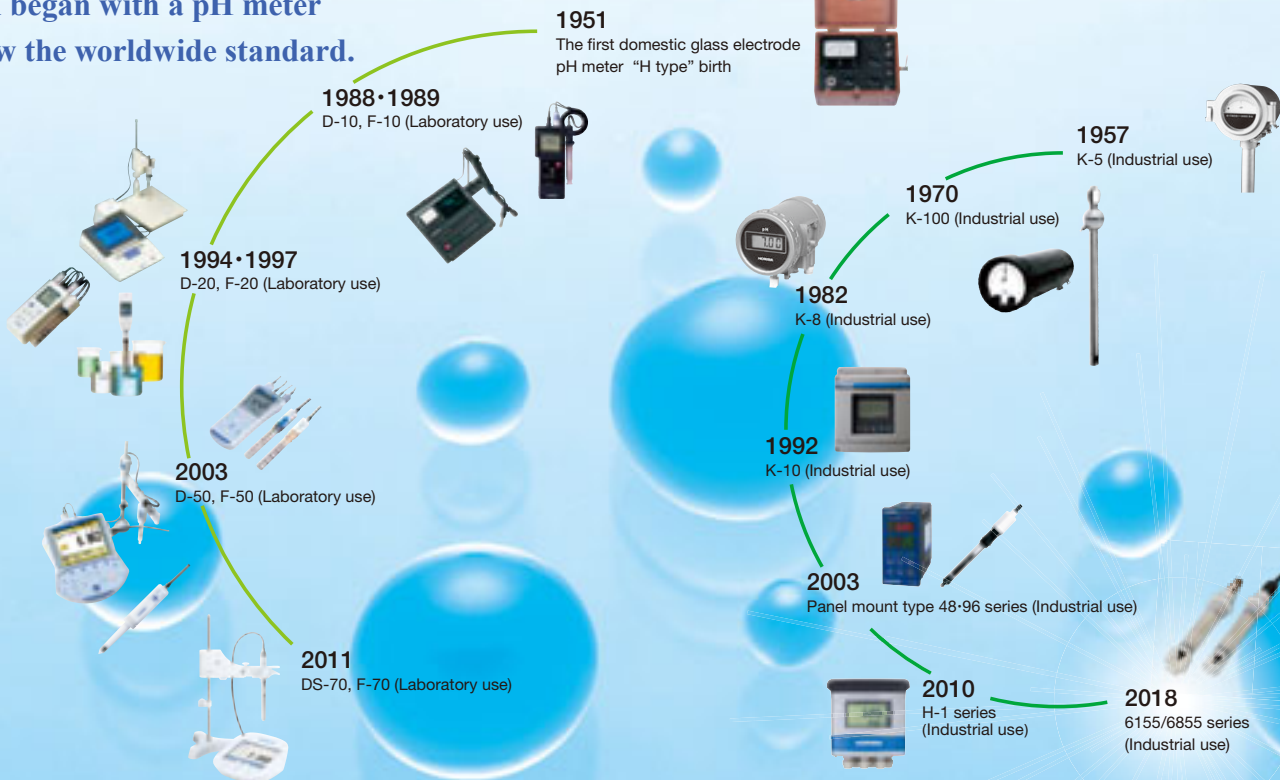 began with a pH meter
the worldwide standard.
1951
The first domestic glass electrode
pH meter “H type” birth
1988・1989
D-10, F-10 (Laboratory use)
1994・1997
D-20, F-20 (Laboratory use)
2003
D-50, F-50 (Laboratory use)
2011
DS-70, F-70 (Laboratory use)
1957
K-5 (Industrial use)
1970
K-100 (Industrial use)
1982
K-8 (Industrial use)
1992
K-10 (Industrial use)
2003
Panel mount type 48・96 series (Industrial use)
2010
H-1 series
(Industrial use)
2018
6155/6855 series
(Industrial use)
pH
7.00
HORIBA